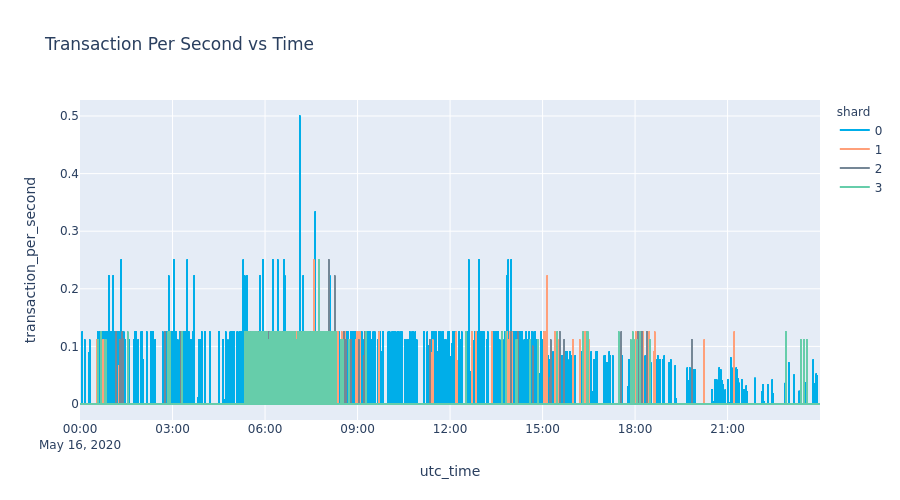 Transaction Per Second vs Time
shard
0
1
2
3
transaction_per_second
0.5
0.4
0.3
0.2
0.1
0
00:00 03:00 06:00 09:00 12:00 15:00 18:00 21:00
May 16, 2020
utc_time